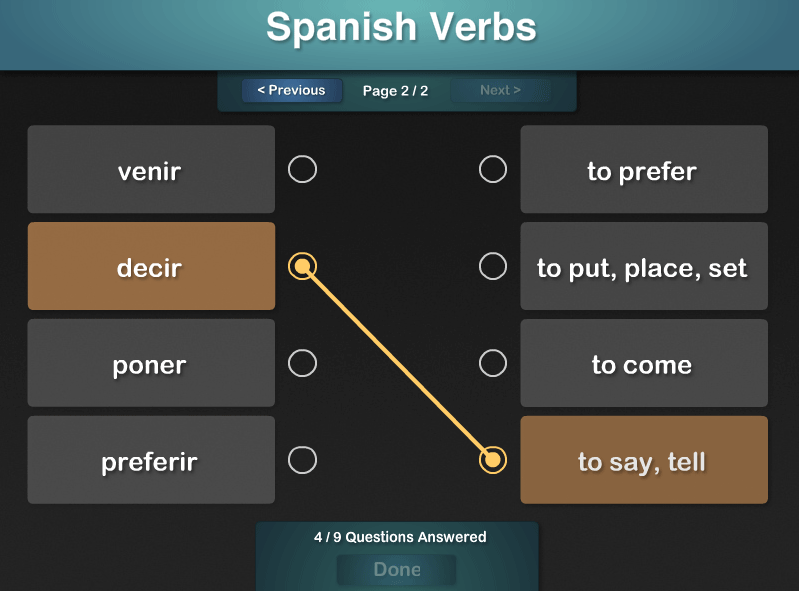 Spanish Verbs
< Previous
Page 2 / 2
Next >
venir
to prefer
decir
to put, place, set
poner
to come
preferir
to say, tell
4 / 9 Questions Answered
Done